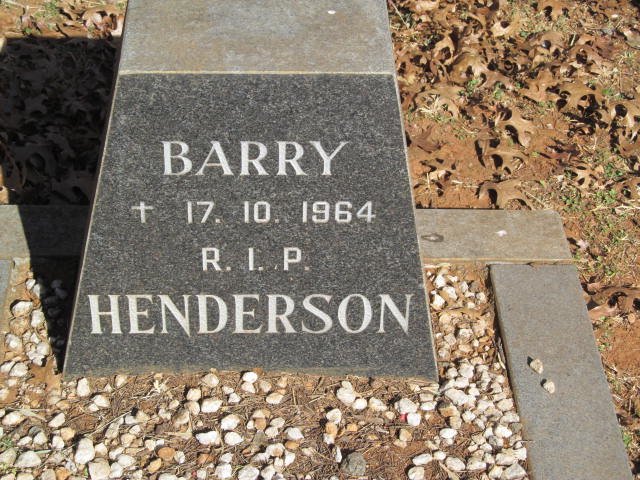 BARRY
† 17. 10. 1964
R. I. P.
HENDERSON